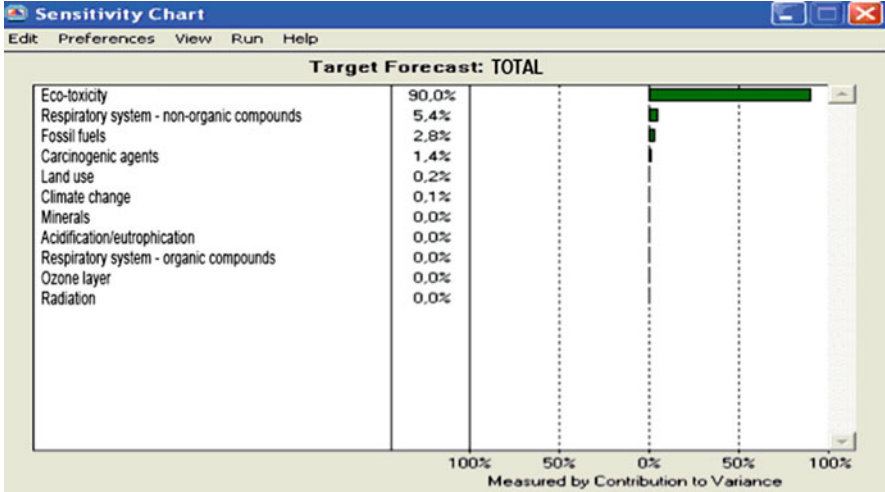 Sensitivity Chart
Edit Preferences View Run Help
Target Forecast: TOTAL
Eco-toxicity 90,0%
Respiratory system - non-organic compounds 5,4%
Fossil fuels 2,8%
Carcinogenic agents 1,4%
Land use 0,2%
Climate change 0,1%
Minerals 0,0%
Acidification/eutrophication 0,0%
Respiratory system - organic compounds 0,0%
Ozone layer 0,0%
Radiation 0,0%
100% 50% 0% 50% 100%
Measured by Contribution to Variance